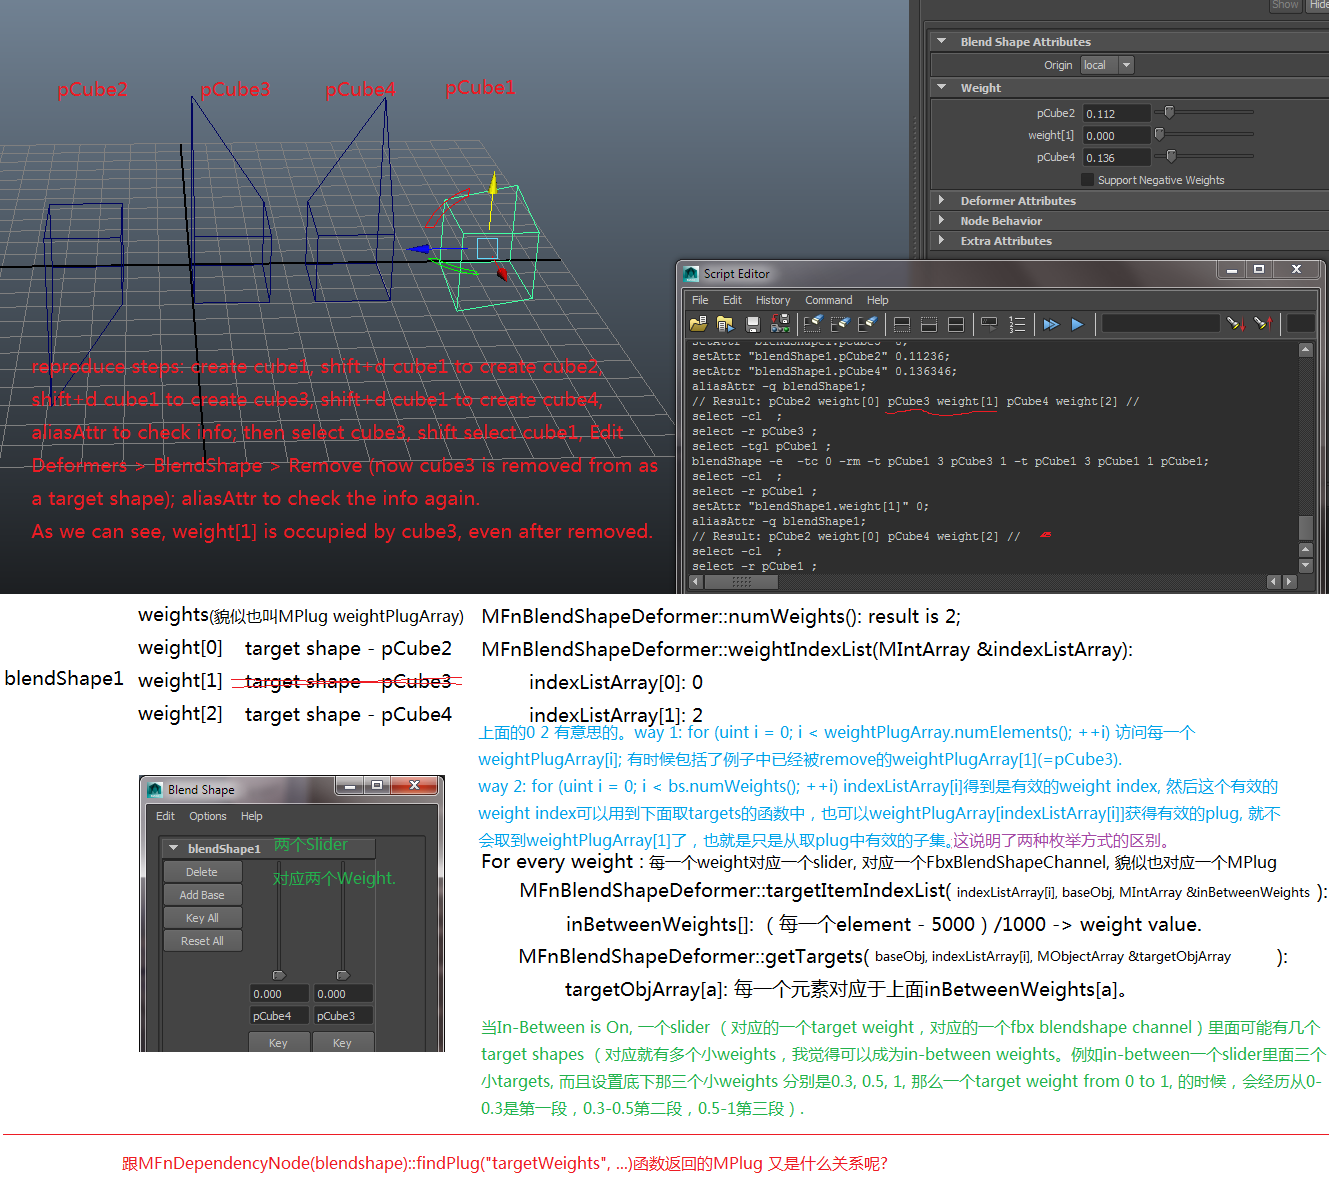 Show
Hide
Blend Shape Attributes
Origin local
Weight
pCube2 0.112
weight[1] 0.000
pCube4 0.136
Support Negative Weights
Deformer Attributes
Node Behavior
Extra Attributes
pCube2
pCube3
pCube4
pCube1
reproduce steps: create cube1, shift+d cube1 to create cube2,
shift+d cube1 to create cube3, shift+d cube1 to create cube4,
aliasAttr to check info; then select cube3, shift select cube1, Edit
Deformers > BlendShape > Remove (now cube3 is removed from as
a target shape); aliasAttr to check the info again.
As we can see, weight[1] is occupied by cube3, even after removed.
Script Editor
File Edit History Command Help
setAttr "blendShape1.pCube3" 0;
setAttr "blendShape1.pCube2" 0.11236;
setAttr "blendShape1.pCube4" 0.136346;
aliasAttr -q blendShape1;
// Result: pCube2 weight[0] pCube3 weight[1] pCube4 weight[2] //
select -cl  ;
select -r pCube3 ;
select -tgl pCube1 ;
blendShape -e  -tc 0 -rm -t pCube1 3 pCube3 1 -t pCube1 3 pCube1 1 pCube1;
select -cl  ;
select -r pCube1 ;
setAttr "blendShape1.weight[1]" 0;
aliasAttr -q blendShape1;
// Result: pCube2 weight[0] pCube4 weight[2] //
select -cl  ;
select -r pCube1 ;
weights(貌似也叫MPlug weightPlugArray)
weight[0] target shape - pCube2
blendShape1
weight[1] target shape - pCube3
weight[2] target shape - pCube4
MFnBlendShapeDeformer::numWeights(): result is 2;
MFnBlendShapeDeformer::weightIndexList(MIntArray &indexListArray):
indexListArray[0]: 0
indexListArray[1]: 2
上面的0 2 有意思的。way 1: for (uint i = 0; i < weightPlugArray.numElements(); ++i) 访问每一个
weightPlugArray[i]; 有时候包括了例子中已经被remove的weightPlugArray[1](=pCube3).
way 2: for (uint i = 0; i < bs.numWeights(); ++i) indexListArray[i]得到是有效的weight index, 然后这个有效的
weight index可以用到下面取targets的函数中，也可以weightPlugArray[indexListArray[i]]获得有效的plug, 就不
会取到weightPlugArray[1]了，也就是只是从取plug中有效的子集。这说明了两种枚举方式的区别。
For every weight : 每一个weight对应一个slider, 对应一个FbxBlendShapeChannel, 貌似也对应一个MPlug
MFnBlendShapeDeformer::targetItemIndexList( indexListArray[i], baseObj, MIntArray &inBetweenWeights ):
inBetweenWeights[]: （每一个element - 5000）/1000 -> weight value.
MFnBlendShapeDeformer::getTargets( baseObj, indexListArray[i], MObjectArray &targetObjArray ):
targetObjArray[a]: 每一个元素对应于上面inBetweenWeights[a]。
当In-Between is On, 一个slider （对应的一个target weight，对应的一个fbx blendshape channel）里面可能有几个
target shapes （对应就有多个小weights，我觉得可以成为in-between weights。例如in-between一个slider里面三个
小targets, 而且设置底下那三个小weights 分别是0.3, 0.5, 1, 那么一个target weight from 0 to 1, 的时候，会经历从0-
0.3是第一段，0.3-0.5第二段，0.5-1第三段）.
Blend Shape
Edit Options Help
blendShape1
两个Slider
对应两个Weight.
Delete
Add Base
Key All
Reset All
0.000 0.000
pCube4 pCube3
Key Key
跟MFnDependencyNode(blendshape)::findPlug("targetWeights", ...)函数返回的MPlug 又是什么关系呢?